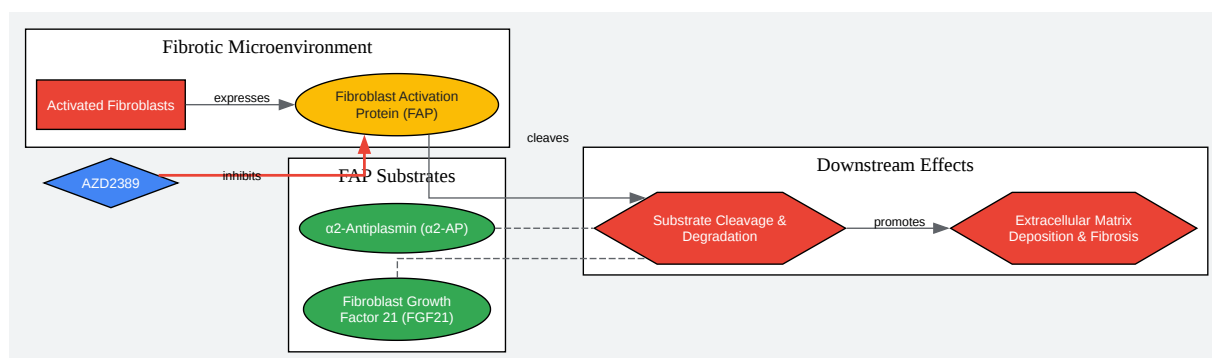 Fibrotic Microenvironment
Activated Fibroblasts
expresses
Fibroblast Activation
Protein (FAP)
cleaves
AZD2389
inhibits
FAP Substrates
α2-Antiplasmin (α2-AP)
Fibroblast Growth
Factor 21 (FGF21)
Downstream Effects
Substrate Cleavage &
Degradation
promotes
Extracellular Matrix
Deposition & Fibrosis